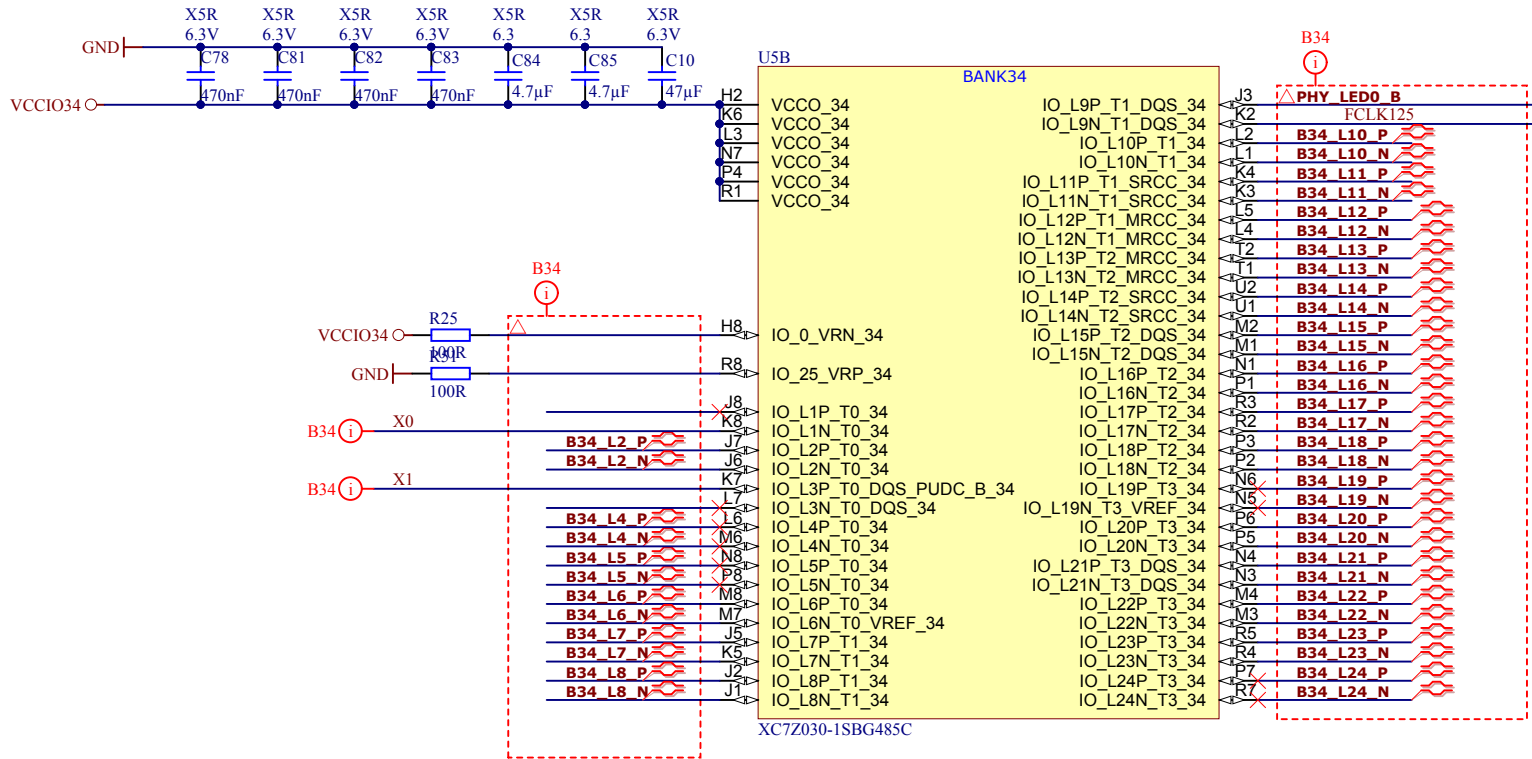 X5R X5R X5R X5R X5R X5R X5R
6.3V 6.3V 6.3V 6.3V 6.3 6.3 6.3V
GND
C78 C81 C82 C83 C84 C85 C10
470nF 470nF 470nF 470nF 4.7µF 4.7µF 47µF
VCCIO34
U5B
BANK34
H2 VCCO_34
K6 VCCO_34
L3 VCCO_34
N7 VCCO_34
P4 VCCO_34
R1 VCCO_34
B34
i
VCCIO34 R25 100R H8 IO_0_VRN_34
GND R51 100R R8 IO_25_VRP_34
J8 IO_L1P_T0_34
B34 i X0 K8 IO_L1N_T0_34
B34_L2_P J7 IO_L2P_T0_34
B34_L2_N J6 IO_L2N_T0_34
B34 i X1 K7 IO_L3P_T0_DQS_PUDC_B_34
L7 IO_L3N_T0_DQS_34
B34_L4_P L6 IO_L4P_T0_34
B34_L4_N M6 IO_L4N_T0_34
B34_L5_P N8 IO_L5P_T0_34
B34_L5_N P8 IO_L5N_T0_34
B34_L6_P M8 IO_L6P_T0_34
B34_L6_N M7 IO_L6N_T0_VREF_34
B34_L7_P J5 IO_L7P_T1_34
B34_L7_N K5 IO_L7N_T1_34
B34_L8_P J2 IO_L8P_T1_34
B34_L8_N J1 IO_L8N_T1_34
B34
i
IO_L9P_T1_DQS_34 J3 PHY_LED0_B
IO_L9N_T1_DQS_34 K2 FCLK125
IO_L10P_T1_34 L2 B34_L10_P
IO_L10N_T1_34 L1 B34_L10_N
IO_L11P_T1_SRCC_34 K4 B34_L11_P
IO_L11N_T1_SRCC_34 K3 B34_L11_N
IO_L12P_T1_MRCC_34 L5 B34_L12_P
IO_L12N_T1_MRCC_34 L4 B34_L12_N
IO_L13P_T2_MRCC_34 T2 B34_L13_P
IO_L13N_T2_MRCC_34 T1 B34_L13_N
IO_L14P_T2_SRCC_34 U2 B34_L14_P
IO_L14N_T2_SRCC_34 U1 B34_L14_N
IO_L15P_T2_DQS_34 M2 B34_L15_P
IO_L15N_T2_DQS_34 M1 B34_L15_N
IO_L16P_T2_34 N1 B34_L16_P
IO_L16N_T2_34 P1 B34_L16_N
IO_L17P_T2_34 R3 B34_L17_P
IO_L17N_T2_34 R2 B34_L17_N
IO_L18P_T2_34 P3 B34_L18_P
IO_L18N_T2_34 P2 B34_L18_N
IO_L19P_T3_34 N6 B34_L19_P
IO_L19N_T3_VREF_34 N5 B34_L19_N
IO_L20P_T3_34 P6 B34_L20_P
IO_L20N_T3_34 P5 B34_L20_N
IO_L21P_T3_DQS_34 N4 B34_L21_P
IO_L21N_T3_DQS_34 N3 B34_L21_N
IO_L22P_T3_34 M4 B34_L22_P
IO_L22N_T3_34 M3 B34_L22_N
IO_L23P_T3_34 R5 B34_L23_P
IO_L23N_T3_34 R4 B34_L23_N
IO_L24P_T3_34 P7 B34_L24_P
IO_L24N_T3_34 R7 B34_L24_N
XC7Z030-1SBG485C